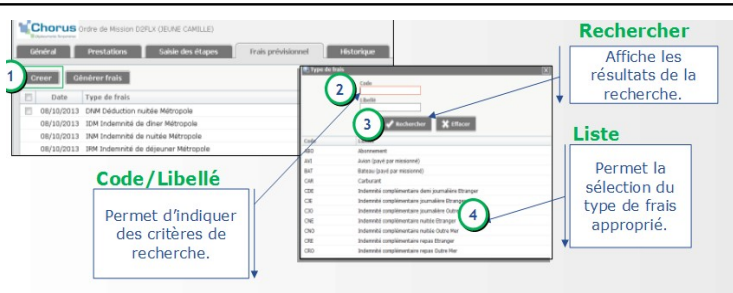 Chorus Ordre de Mission D2FLX (JEUNE CAMILLE)
Général Prestations Saisie des étapes Frais prévisionnel Historique
1 Creer Générer frais
Date Type de frais
08/10/2013 DNM Déduction nuitée Métropole
08/10/2013 IDM Indemnité de dîner Métropole
08/10/2013 INM Indemnité de nuitée Métropole
08/10/2013 IRM Indemnité de déjeuner Métropole
Type de frais
2 Code
Libellé
3 Rechercher Effacer
Code
ABO Abonnement
AVI Avion (payé par missionné)
BAT Bateau (payé par missionné)
CAR Carburant
CDE Indemnité complémentaire demi journalière Etranger
CJE Indemnité complémentaire journalière Etranger
CJO Indemnité complémentaire journalière Outre
CNE Indemnité complémentaire nuitée Etranger
4
CNO Indemnité complémentaire nuitée Outre Mer
CRE Indemnité complémentaire repas Etranger
CRO Indemnité complémentaire repas Outre Mer
Rechercher
Affiche les
résultats de la
recherche.
Liste
Permet la
sélection du
type de frais
approprié.
Code/Libellé
Permet d'indiquer
des critères de
recherche.